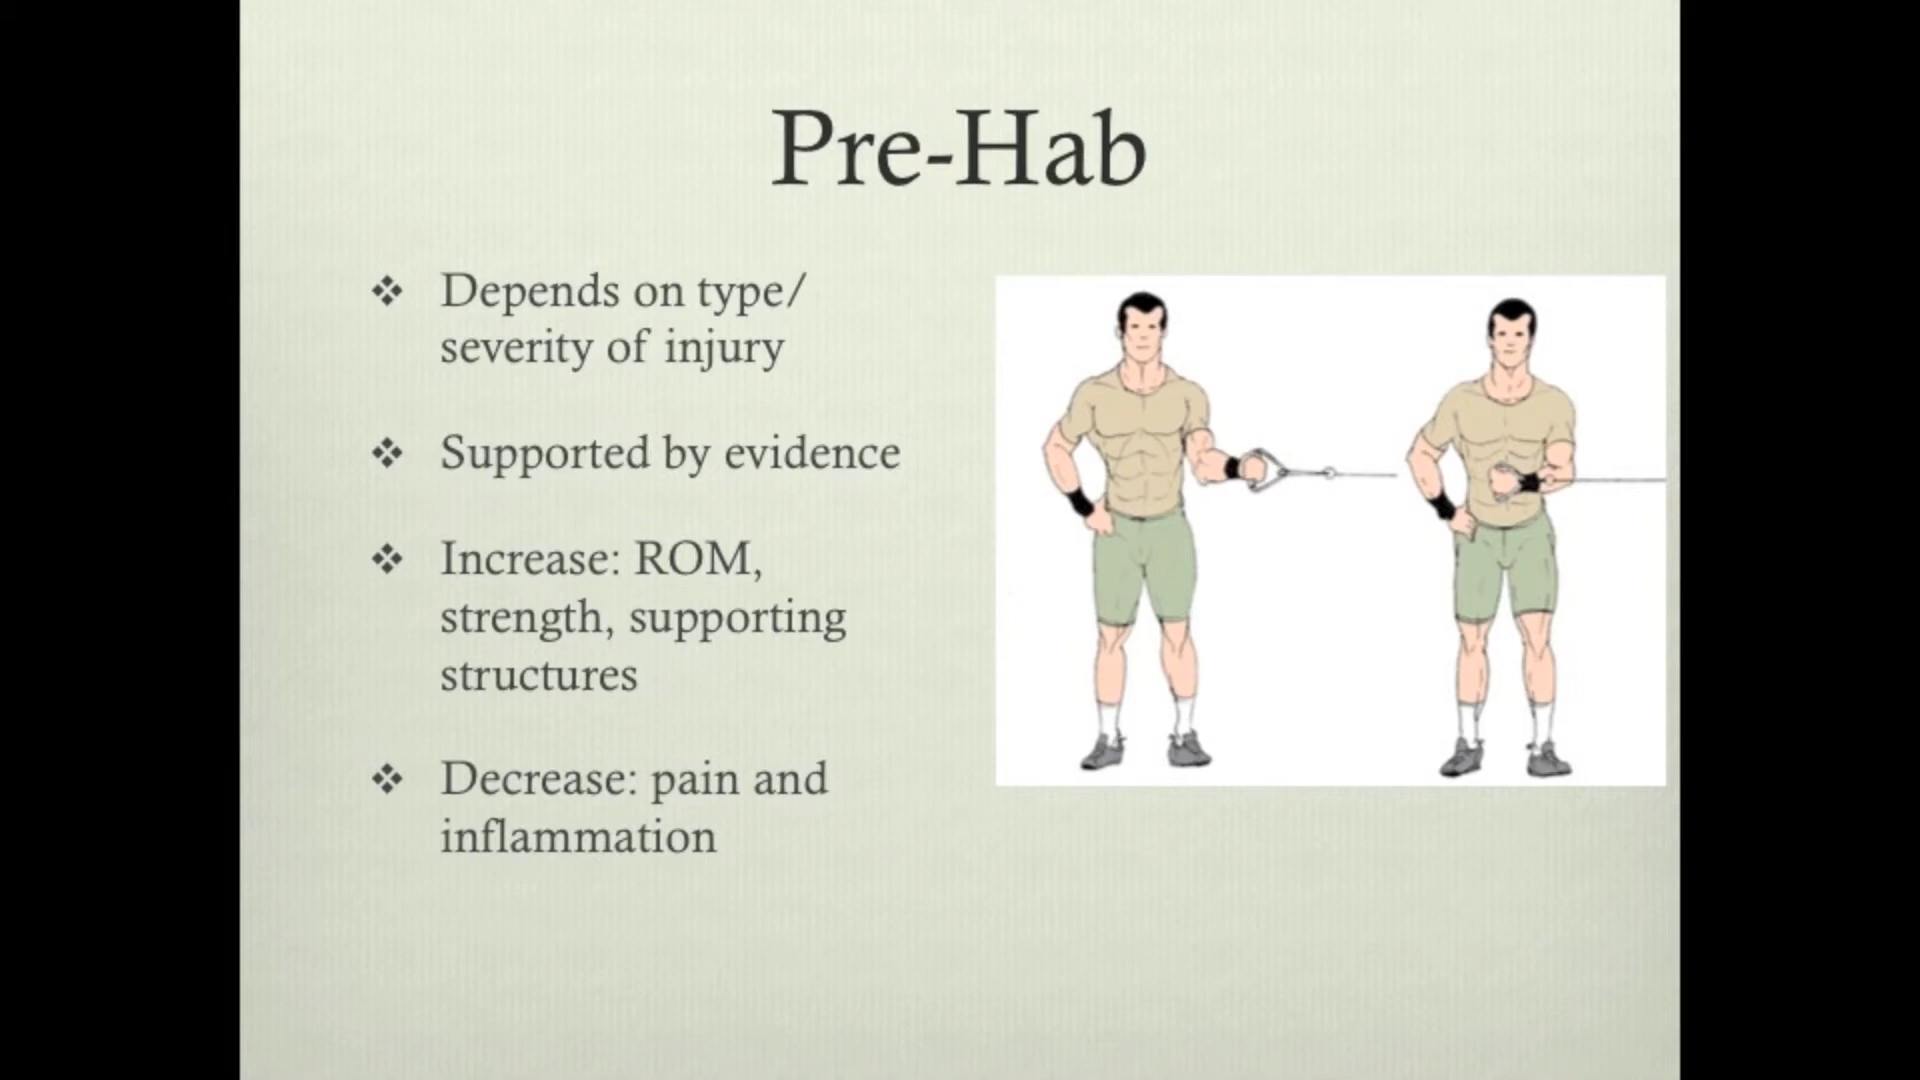 Pre-Hab
Depends on type/
severity of injury
Supported by evidence
Increase: ROM,
strength, supporting
structures
Decrease: pain and
inflammation